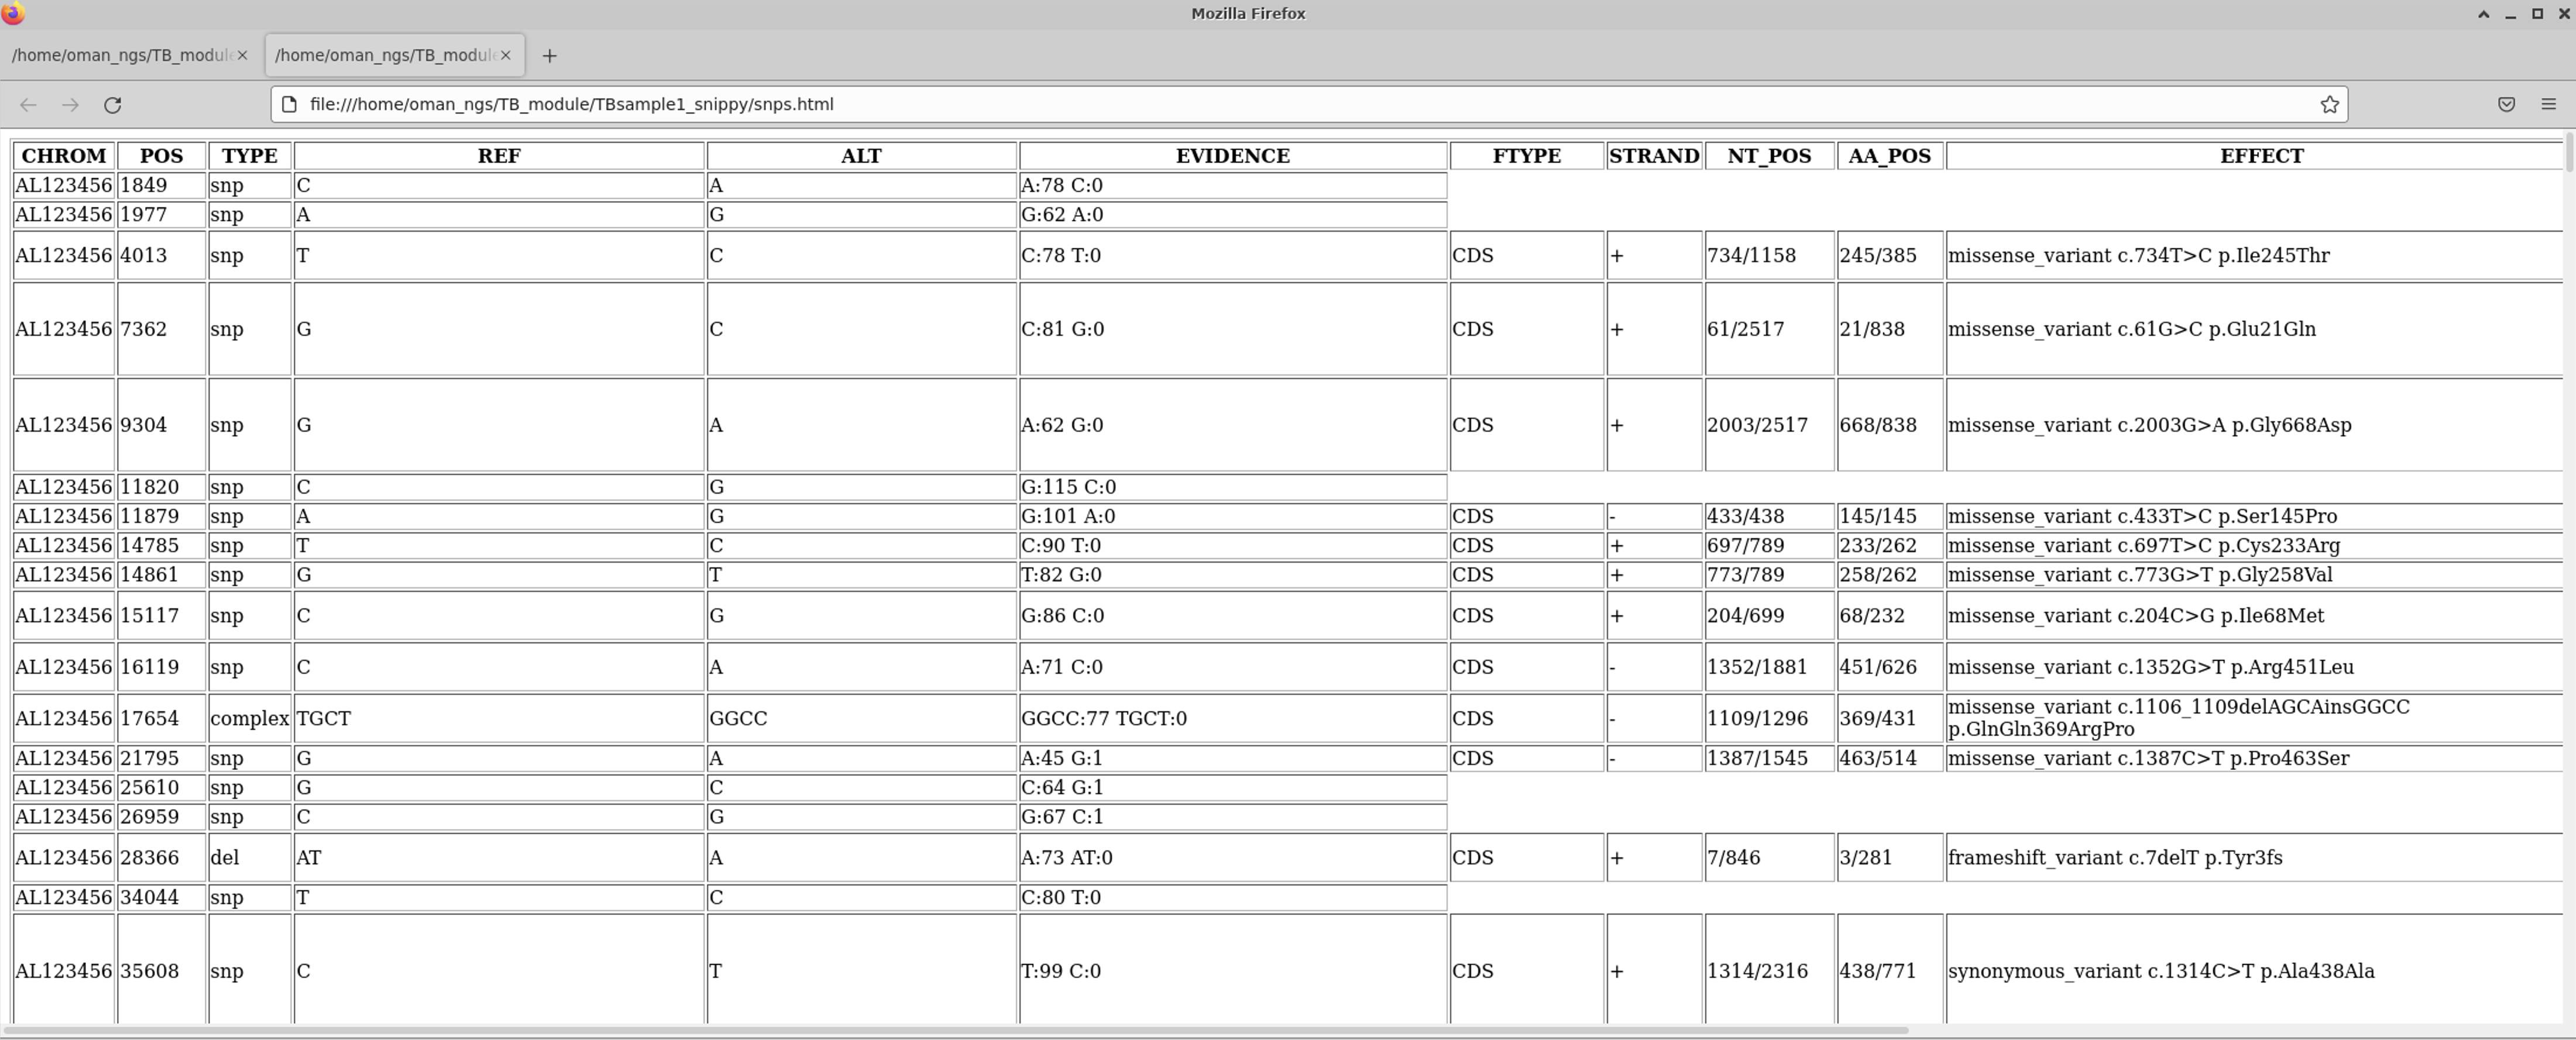 Mozilla Firefox
/home/oman_ngs/TB_module
/home/oman_ngs/TB_module
file:///home/oman_ngs/TB_module/TBsample1_snippy/snps.html
CHROM POS TYPE REF ALT EVIDENCE FTYPE STRAND NT_POS AA_POS EFFECT
AL123456 1849 snp C A A:78 C:0
AL123456 1977 snp A G G:62 A:0
AL123456 4013 snp T C C:78 T:0 CDS + 734/1158 245/385 missense_variant c.734T>C p.Ile245Thr
AL123456 7362 snp G C C:81 G:0 CDS + 61/2517 21/838 missense_variant c.61G>C p.Glu21Gln
AL123456 9304 snp G A A:62 G:0 CDS + 2003/2517 668/838 missense_variant c.2003G>A p.Gly668Asp
AL123456 11820 snp C G G:115 C:0
AL123456 11879 snp A G G:101 A:0 CDS - 433/438 145/145 missense_variant c.433T>C p.Ser145Pro
AL123456 14785 snp T C C:90 T:0 CDS + 697/789 233/262 missense_variant c.697T>C p.Cys233Arg
AL123456 14861 snp G T T:82 G:0 CDS + 773/789 258/262 missense_variant c.773G>T p.Gly258Val
AL123456 15117 snp C G G:86 C:0 CDS + 204/699 68/232 missense_variant c.204C>G p.Ile68Met
AL123456 16119 snp C A A:71 C:0 CDS - 1352/1881 451/626 missense_variant c.1352G>T p.Arg451Leu
AL123456 17654 complex TGCT GGCC GGCC:77 TGCT:0 CDS - 1109/1296 369/431 missense_variant c.1106_1109delAGCAinsGGCC
p.GlnGln369ArgPro
AL123456 21795 snp G A A:45 G:1 CDS - 1387/1545 463/514 missense_variant c.1387C>T p.Pro463Ser
AL123456 25610 snp G C C:64 G:1
AL123456 26959 snp C G G:67 C:1
AL123456 28366 del AT A A:73 AT:0 CDS + 7/846 3/281 frameshift_variant c.7delT p.Tyr3fs
AL123456 34044 snp T C C:80 T:0
AL123456 35608 snp C T T:99 C:0 CDS + 1314/2316 438/771 synonymous_variant c.1314C>T p.Ala438Ala